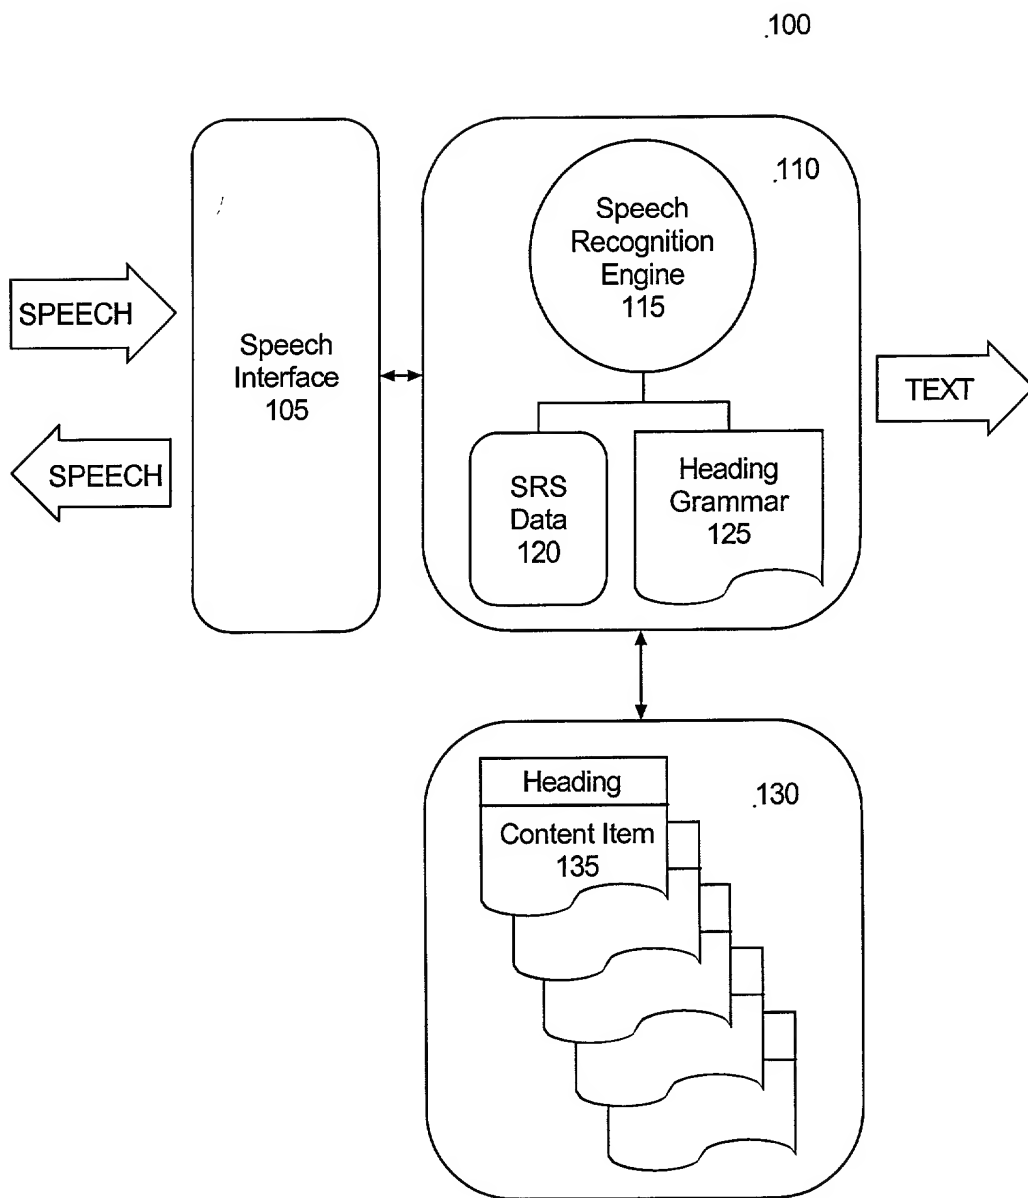 .100
.110
Speech
Recognition
Engine
115
SPEECH
Speech
Interface
105
TEXT
SPEECH
SRS
Data
120
Heading
Grammar
125
Heading
.130
Content Item
135